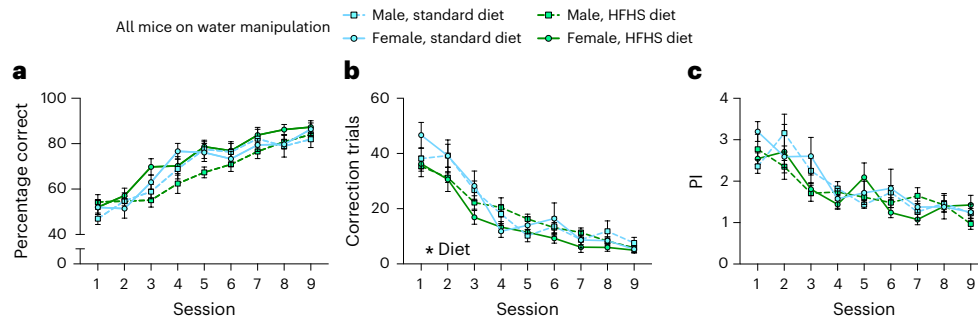 All mice on water manipulation
Male, standard diet
Male, HFHS diet
Female, standard diet
Female, HFHS diet
a
Percentage correct
100
80
60
40
0
1 2 3 4 5 6 7 8 9
Session
b
Correction trials
60
40
20
0
* Diet
1 2 3 4 5 6 7 8 9
Session
c
PI
4
3
2
1
0
1 2 3 4 5 6 7 8 9
Session